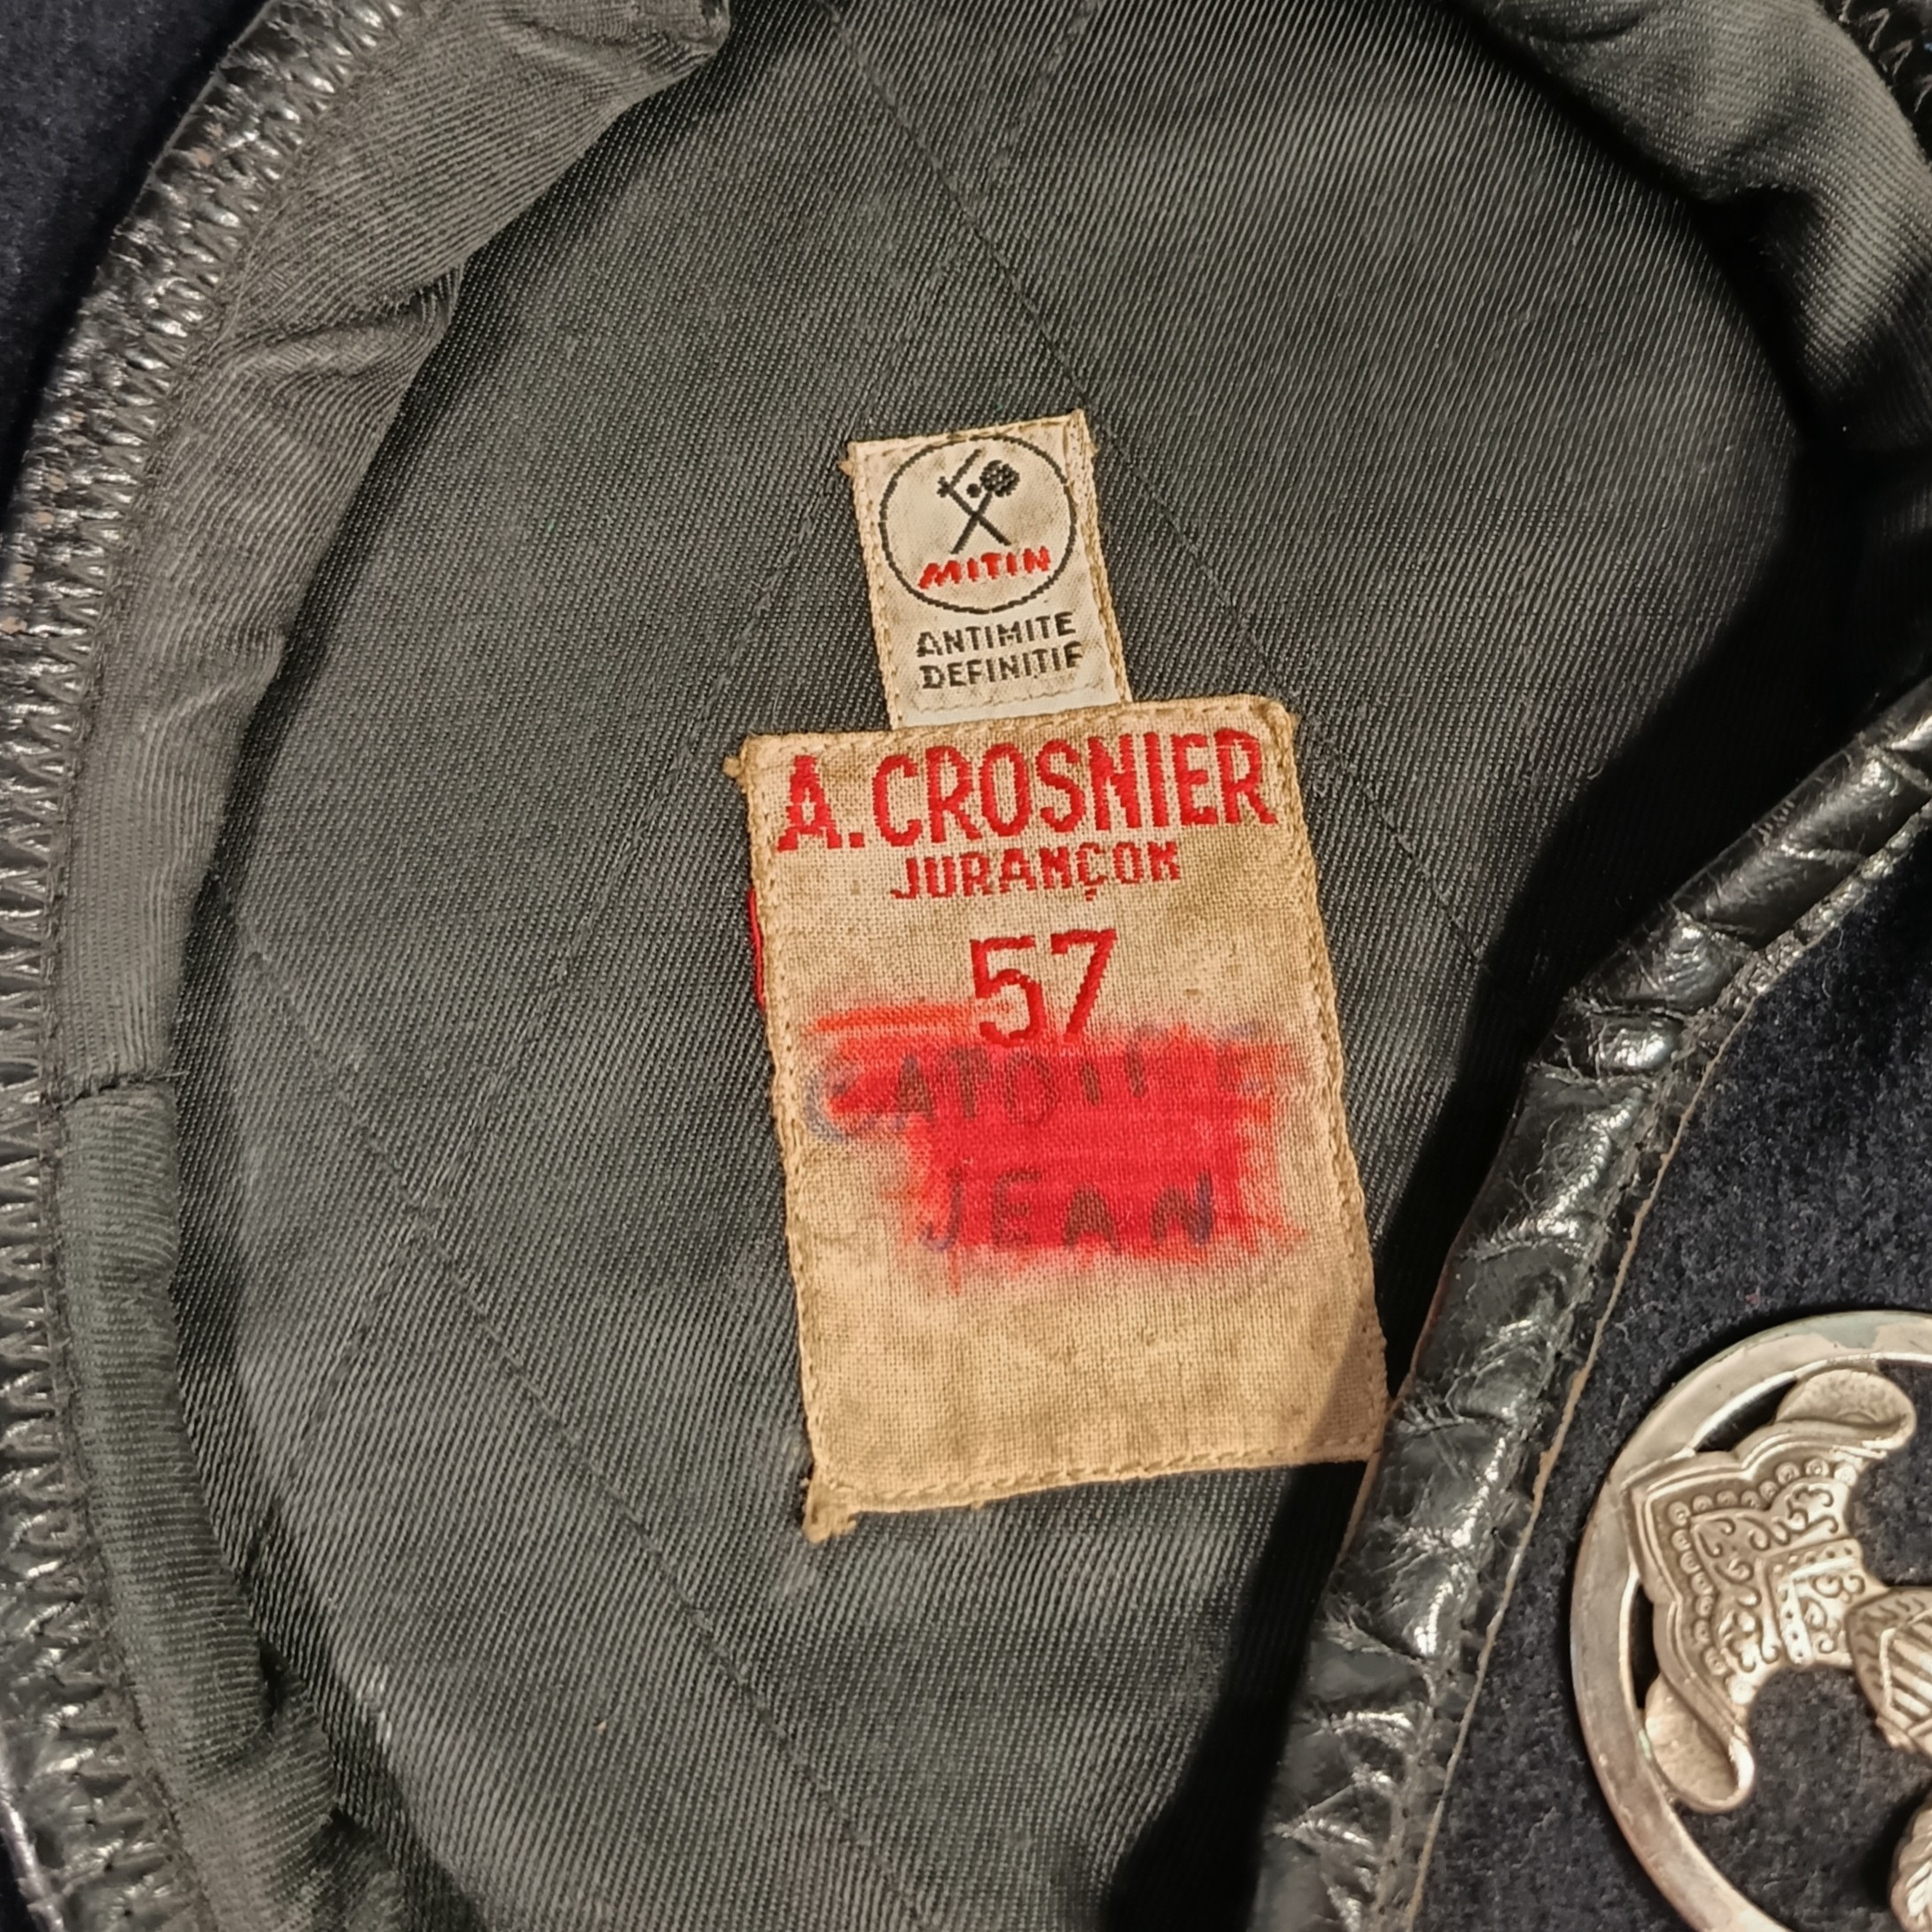 MITIN
ANTIMITE
DEFINITIF
A.CROSNIER
JURANÇON
57
JEAN